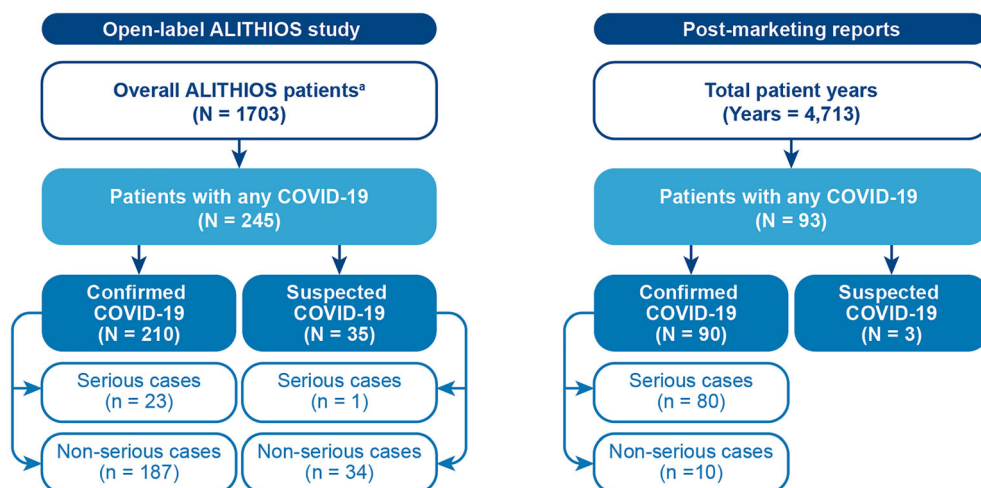 Open-label ALITHIOS study
Overall ALITHIOS patientsᵃ
(N = 1703)
Patients with any COVID-19
(N = 245)
Confirmed
COVID-19
(N = 210)
Suspected
COVID-19
(N = 35)
Serious cases
(n = 23)
Serious cases
(n = 1)
Non-serious cases
(n = 187)
Non-serious cases
(n = 34)
Post-marketing reports
Total patient years
(Years = 4,713)
Patients with any COVID-19
(N = 93)
Confirmed
COVID-19
(N = 90)
Suspected
COVID-19
(N = 3)
Serious cases
(n = 80)
Non-serious cases
(n =10)